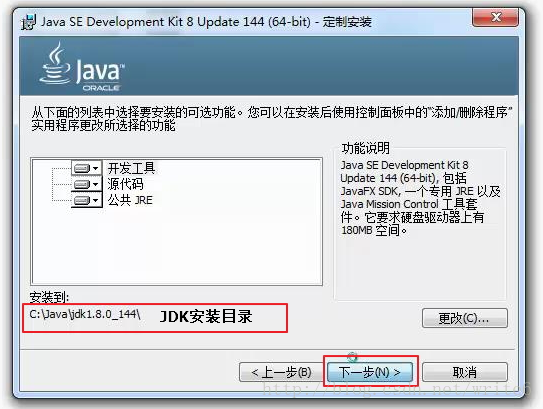 Java SE Development Kit 8 Update 144 (64-bit) - 定制安装
Java
ORACLE
从下面的列表中选择要安装的可选功能。您可以在安装后使用控制面板中的“添加/删除程序”
实用程序更改所选择的功能
开发工具
源代码
公共 JRE
功能说明
Java SE Development Kit 8
Update 144 (64-bit), 包括
JavaFX SDK, 一个专用 JRE 以及
Java Mission Control 工具套
件。它要求硬盘驱动器上有
180MB 空间。
安装到:
C:\Java\jdk1.8.0_144\ JDK安装目录
更改(C)...
< 上一步(B) 下一步(N) > 取消